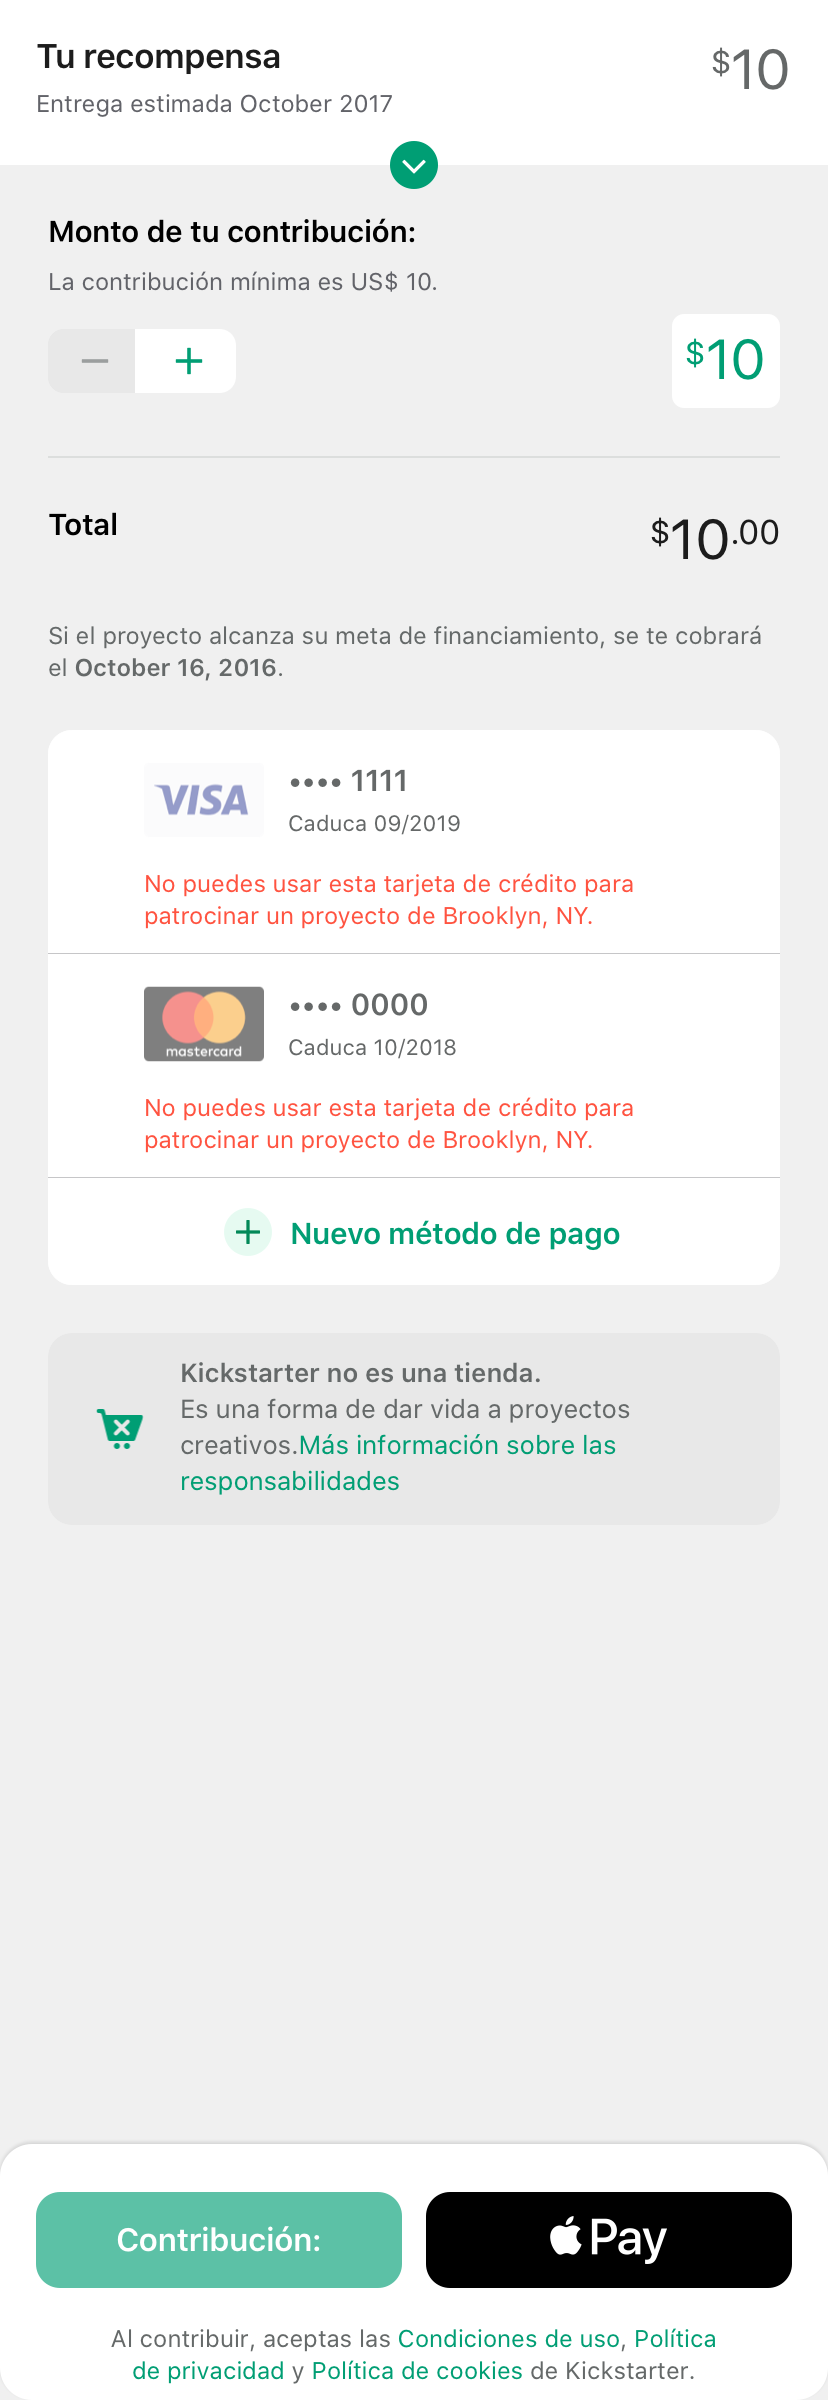 Tu recompensa
$10
Entrega estimada October 2017
Monto de tu contribución:
La contribución mínima es US$ 10.
$10
Total
$10.00
Si el proyecto alcanza su meta de financiamiento, se te cobrará
el October 16, 2016.
VISA
•••• 1111
Caduca 09/2019
No puedes usar esta tarjeta de crédito para
patrocinar un proyecto de Brooklyn, NY.
mastercard
•••• 0000
Caduca 10/2018
No puedes usar esta tarjeta de crédito para
patrocinar un proyecto de Brooklyn, NY.
Nuevo método de pago
Kickstarter no es una tienda.
Es una forma de dar vida a proyectos
creativos.Más información sobre las
responsabilidades
Contribución:
Pay
Al contribuir, aceptas las Condiciones de uso, Política
de privacidad y Política de cookies de Kickstarter.